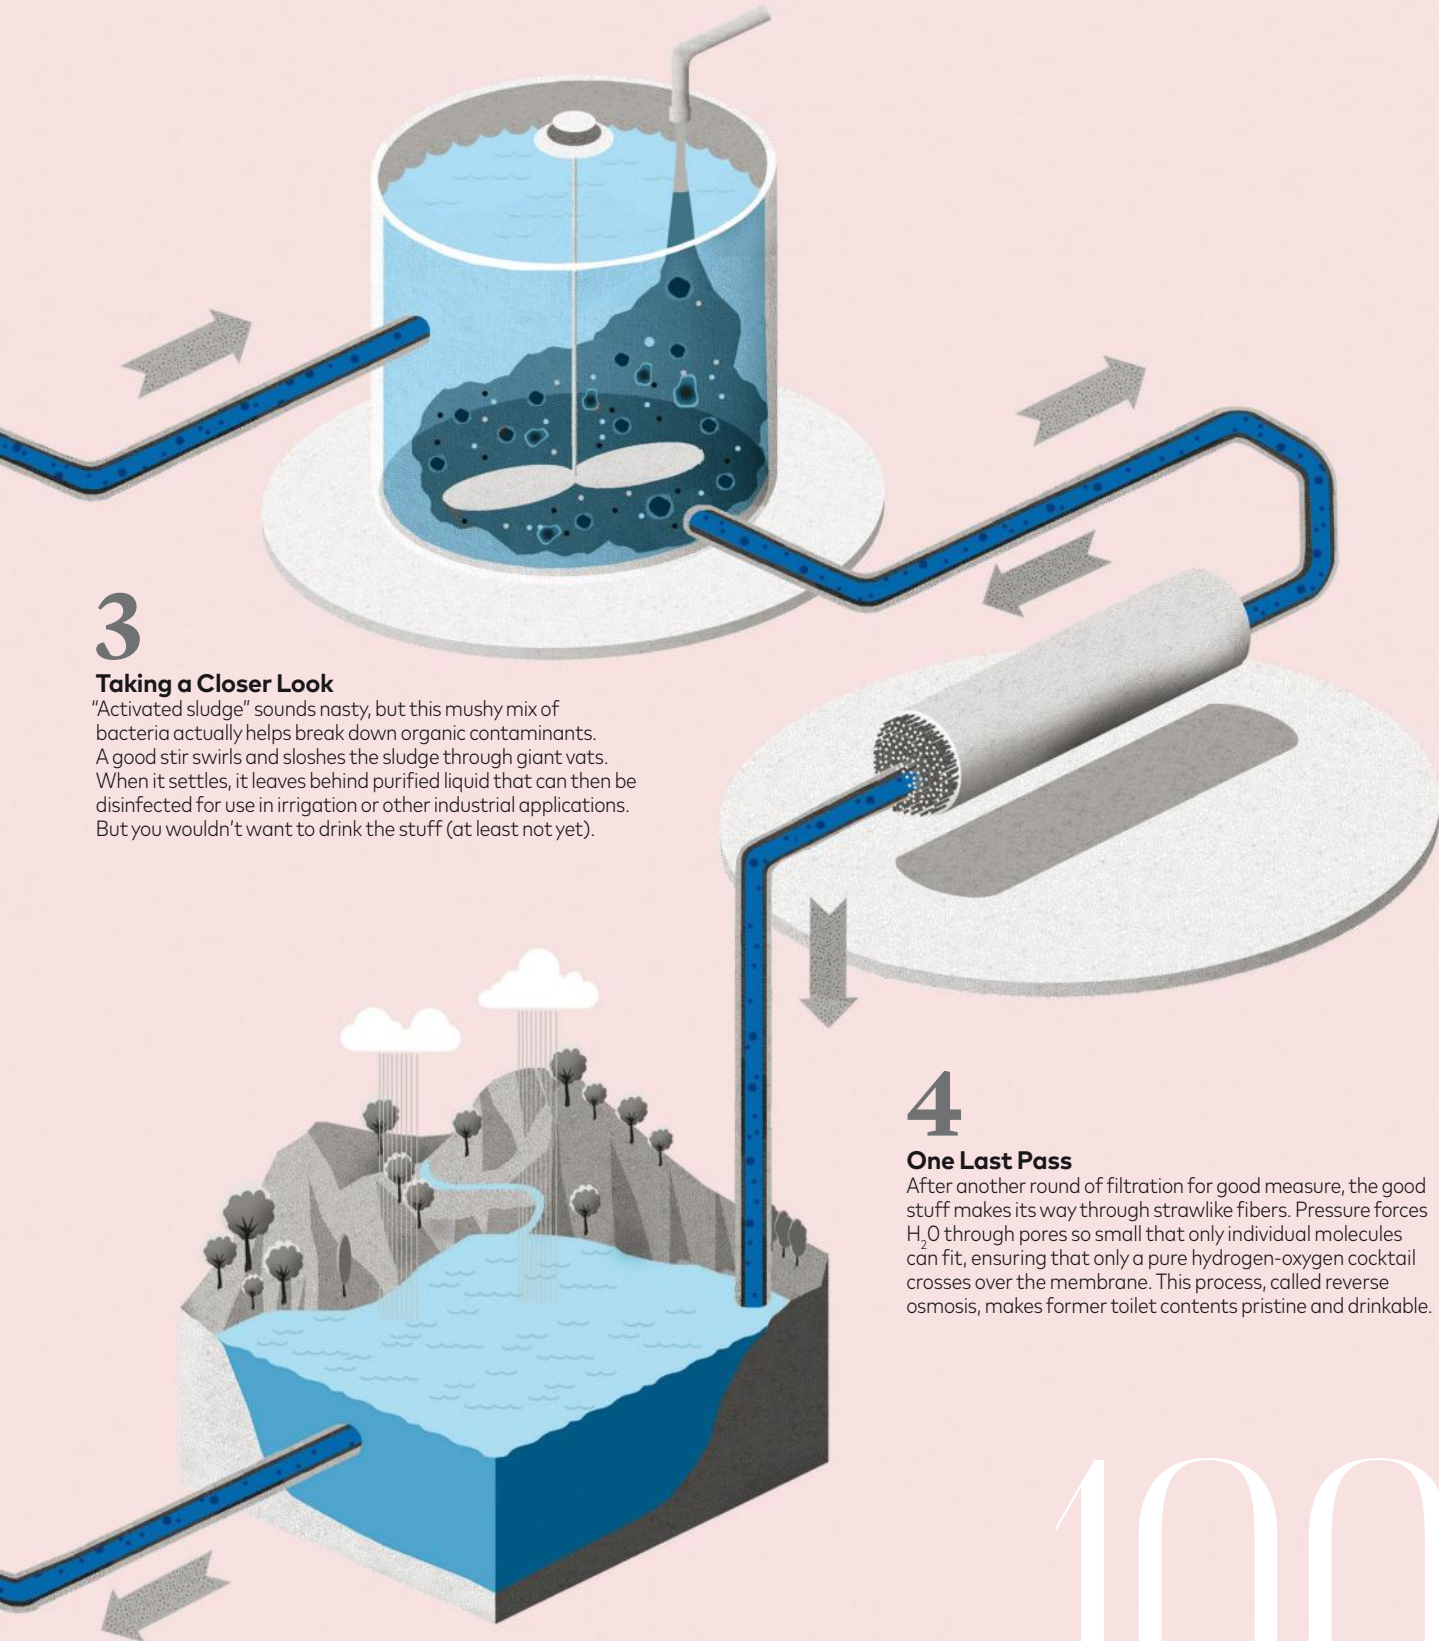 3
Taking a Closer Look
“Activated sludge” sounds nasty, but this mushy mix of
bacteria actually helps break down organic contaminants.
A good stir swirls and sloshes the sludge through giant vats.
When it settles, it leaves behind purified liquid that can then be
disinfected for use in irrigation or other industrial applications.
But you wouldn’t want to drink the stuff (at least not yet).
4
One Last Pass
After another round of filtration for good measure, the good
stuff makes its way through strawlike fibers. Pressure forces
H₂O through pores so small that only individual molecules
can fit, ensuring that only a pure hydrogen-oxygen cocktail
crosses over the membrane. This process, called reverse
osmosis, makes former toilet contents pristine and drinkable.
100